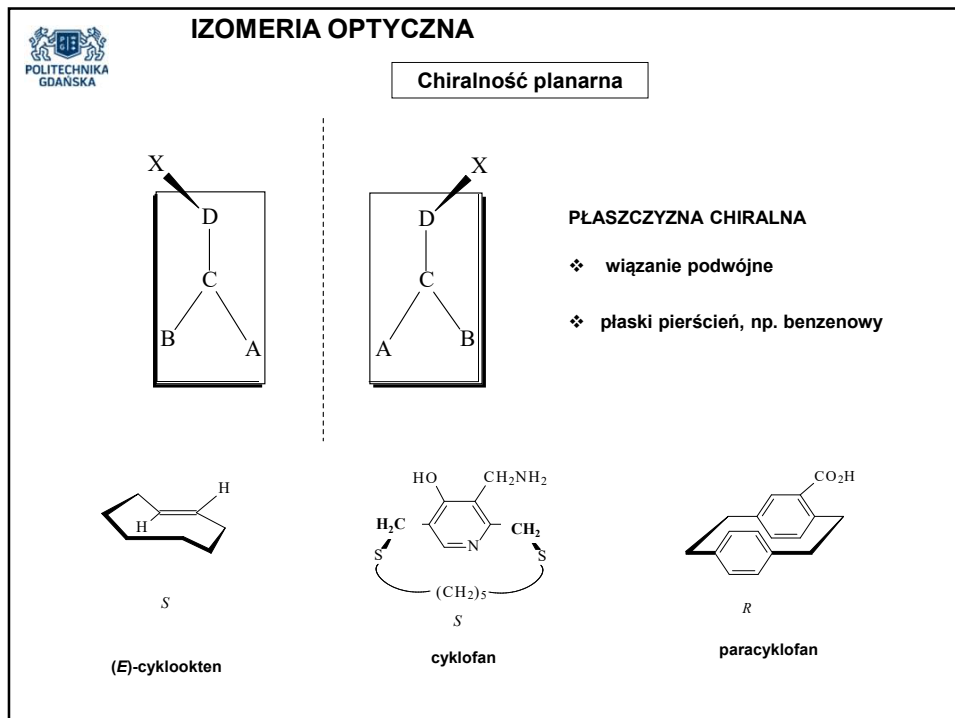 IZOMERIA OPTYCZNA
POLITECHNIKA
GDAŃSKA
Chiralność planarna
X
D
C
B
A
X
D
C
A
B
PŁASZCZYZNA CHIRALNA
❖ wiązanie podwójne
❖ płaski pierścień, np. benzenowy
H
H
S
(E)-cyklookten
HO
CH₂NH₂
H₂C
CH₂
N
S
S
(CH₂)₅
S
cyklofan
CO₂H
R
paracyklofan